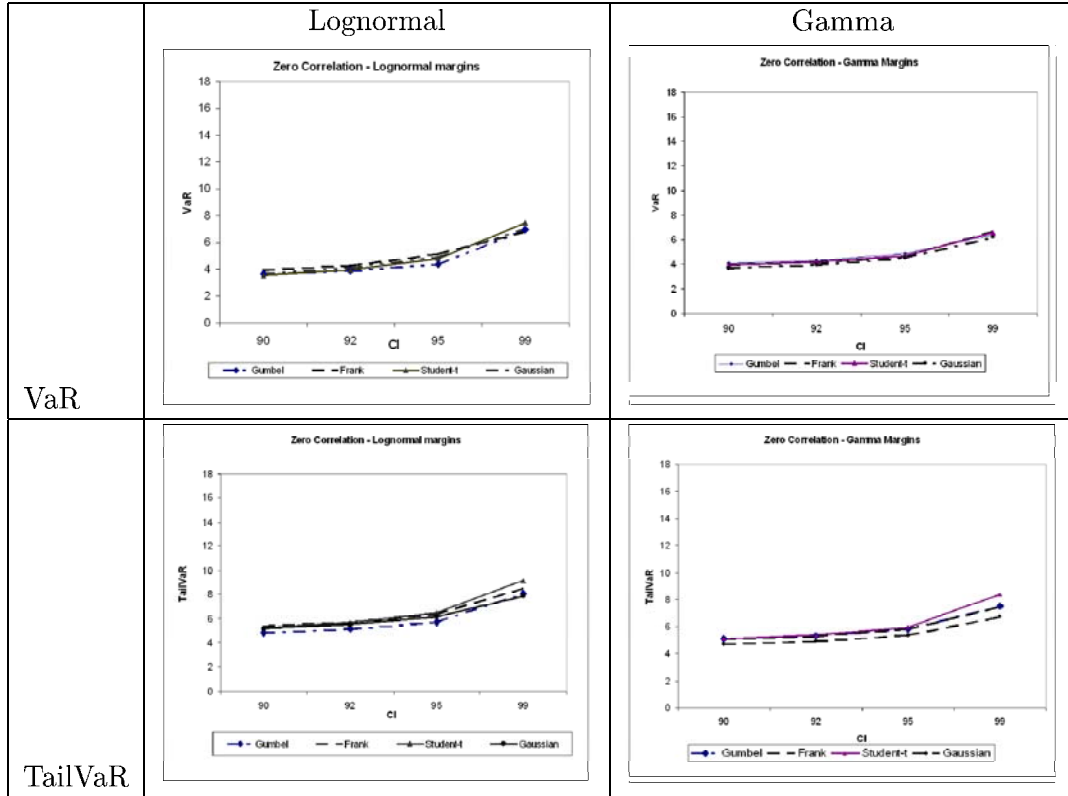 Lognormal
Gamma
VaR
Zero Correlation - Lognormal margins
VaR
18
16
14
12
10
8
6
4
2
0
90 92 95 99
CI
Gumbel Frank Student-t Gaussian
Zero Correlation - Gamma Margins
VaR
18
16
14
12
10
8
6
4
2
0
90 92 95 99
CI
Gumbel Frank Student-t Gaussian
TailVaR
Zero Correlation - Lognormal margins
TailVaR
18
16
14
12
10
8
6
4
2
0
90 92 95 99
CI
Gumbel Frank Student-t Gaussian
Zero Correlation - Gamma Margins
TailVaR
18
16
14
12
10
8
6
4
2
0
90 92 95 99
CI
Gumbel Frank Student-t Gaussian